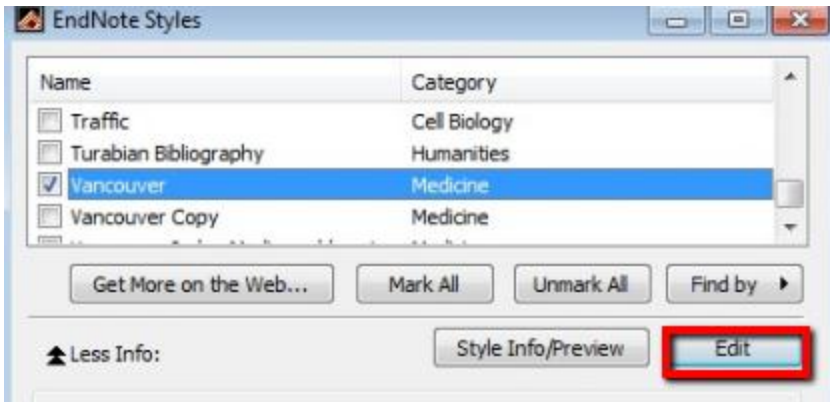 EndNote Styles
Name Category
Traffic Cell Biology
Turabian Bibliography Humanities
Vancouver Medicine
Vancouver Copy Medicine
Get More on the Web... Mark All Unmark All Find by
Less Info: Style Info/Preview Edit